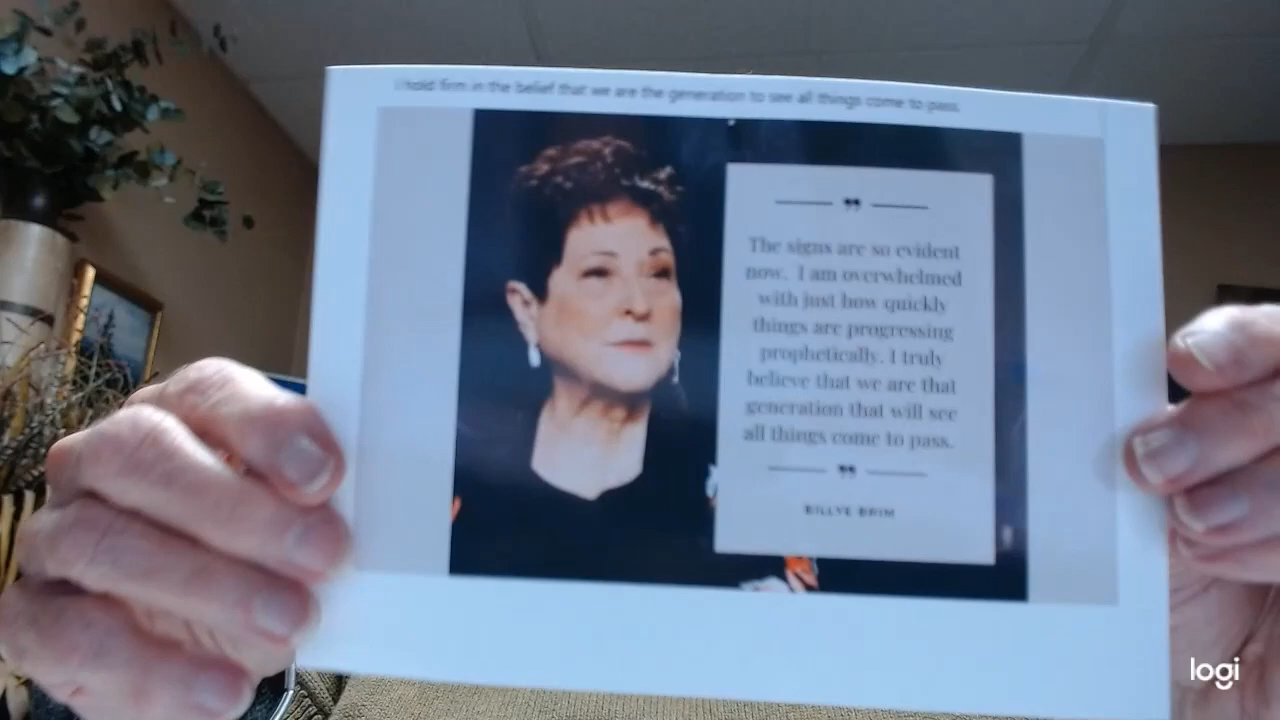 I hold firm in the belief that we are the generation to see all things come to pass.
❞
The signs are so evident
now. I am overwhelmed
with just how quickly
things are progressing
prophetically. I truly
believe that we are that
generation that will see
all things come to pass.
❞
BILLYE BRIM
logi